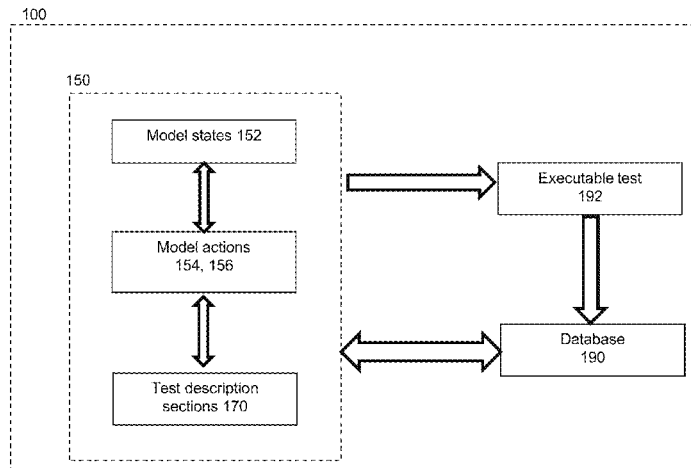 100
150
Model states 152
Model actions
154, 156
Test description
sections 170
Executable test
192
Database
190